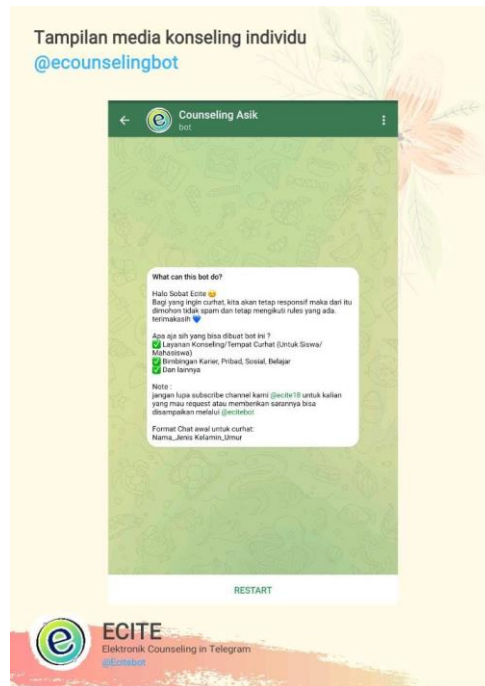 Tampilan media konseling individu
@ecounselingbot
Counseling Asik
bot
What can this bot do?
Halo Sobat Ecite 😊
Bagi yang ingin curhat, kita akan tetap responsif maka dari itu
dimohon tidak spam dan tetap mengikuti rules yang ada.
terimakasih 💙
Apa aja sih yang bisa dibuat bot ini ?
✅ Layanan Konseling/Tempat Curhat (Untuk Siswa/
Mahasiswa)
✅ Bimbingan Karier, Pribad, Sosial, Belajar
✅ Dan lainnya
Note :
jangan lupa subscribe channel kami @ecite18 untuk kalian
yang mau request atau memberikan sarannya bisa
disampaikan melalui @ecitebot
Format Chat awal untuk curhat:
Nama_Jenis Kelamin_Umur
RESTART
ECITE
Elektronik Counseling in Telegram
@Ecitebot